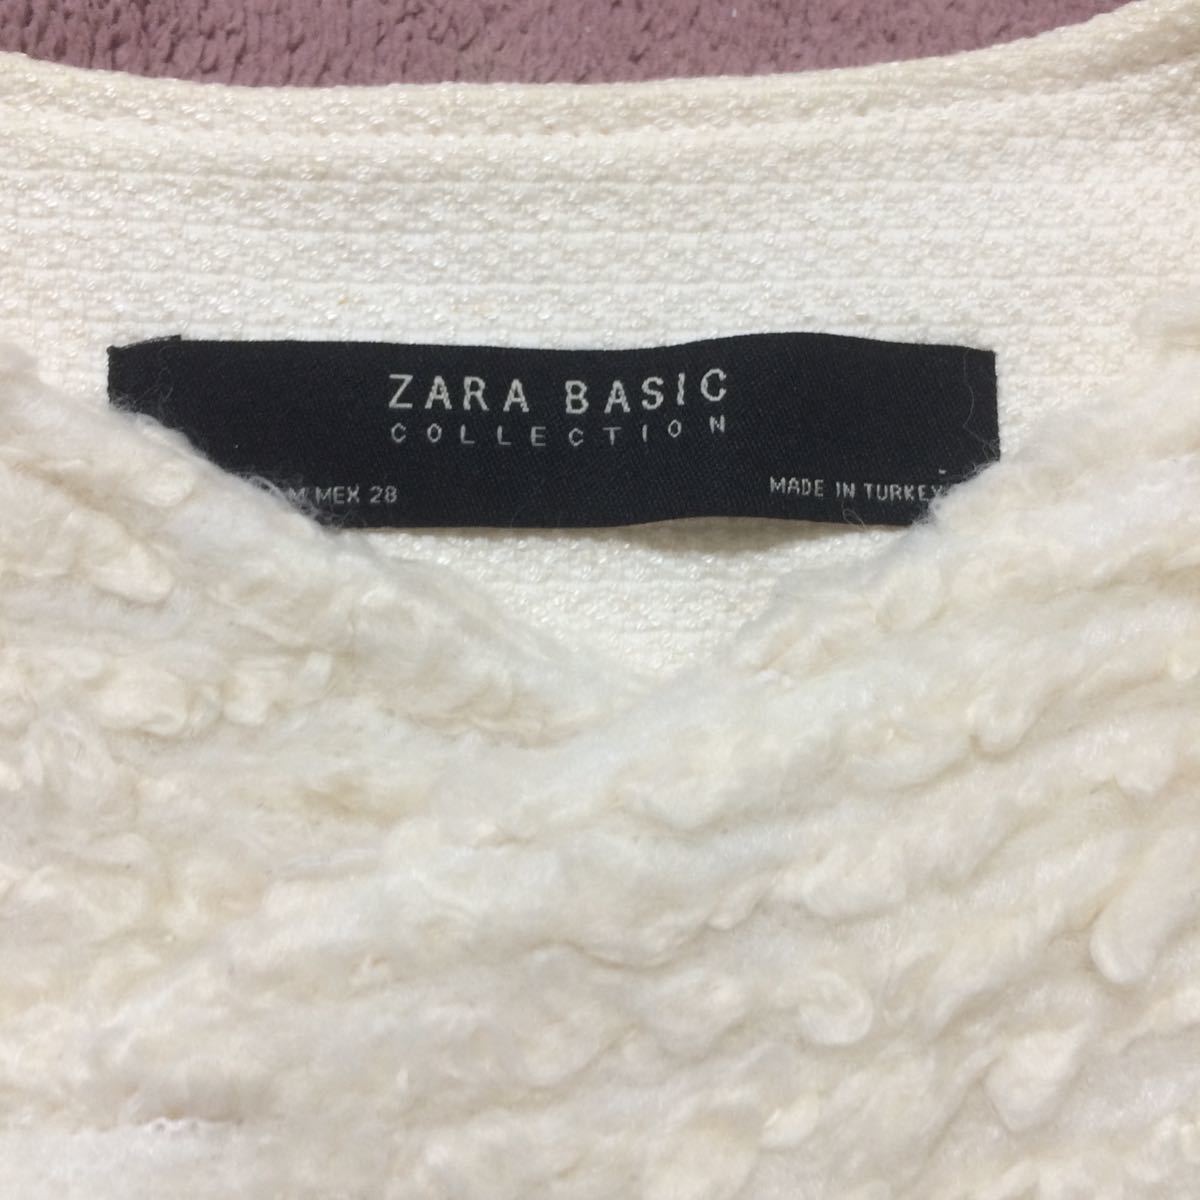 ZARA BASIC
COLLECTION
M MEX 28
MADE IN TURKEY